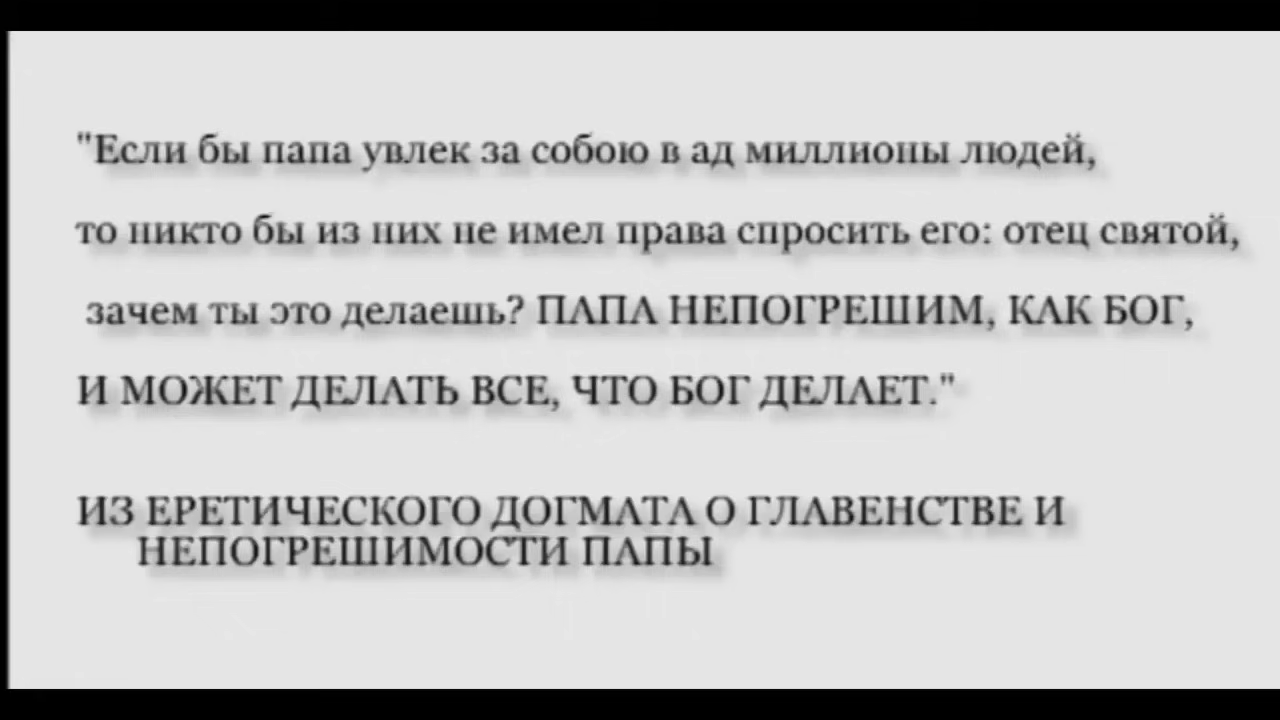 "Если бы папа увлек за собою в ад миллионы людей,
то никто бы из них не имел права спросить его: отец святой,
зачем ты это делаешь? ПАПА НЕПОГРЕШИМ, КАК БОГ,
И МОЖЕТ ДЕЛАТЬ ВСЕ, ЧТО БОГ ДЕЛАЕТ."
ИЗ ЕРЕТИЧЕСКОГО ДОГМАТА О ГЛАВЕНСТВЕ И
НЕПОГРЕШИМОСТИ ПАПЫ